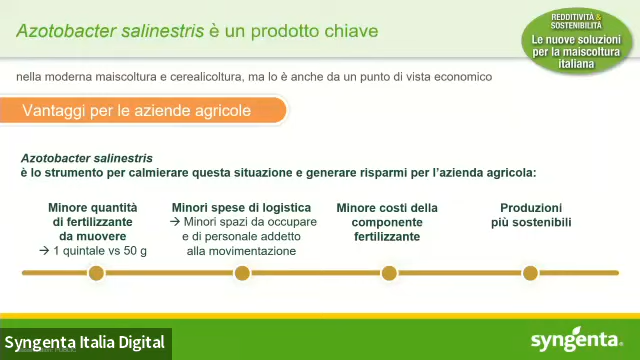 Azotobacter salinestris è un prodotto chiave
REDDITIVITÀ &
SOSTENIBILITÀ
Le nuove soluzioni
per la maiscoltura
italiana
nella moderna maiscoltura e cerealicoltura, ma lo è anche da un punto di vista economico
Vantaggi per le aziende agricole
Azotobacter salinestris
è lo strumento per calmierare questa situazione e generare risparmi per l'azienda agricola:
Minore quantità
di fertilizzante
da muovere
→ 1 quintale vs 50 g
Minori spese di logistica
→ Minori spazi da occupare
e di personale addetto
alla movimentazione
Minore costi della
componente
fertilizzante
Produzioni
più sostenibili
Syngenta Italia Digital
syngenta